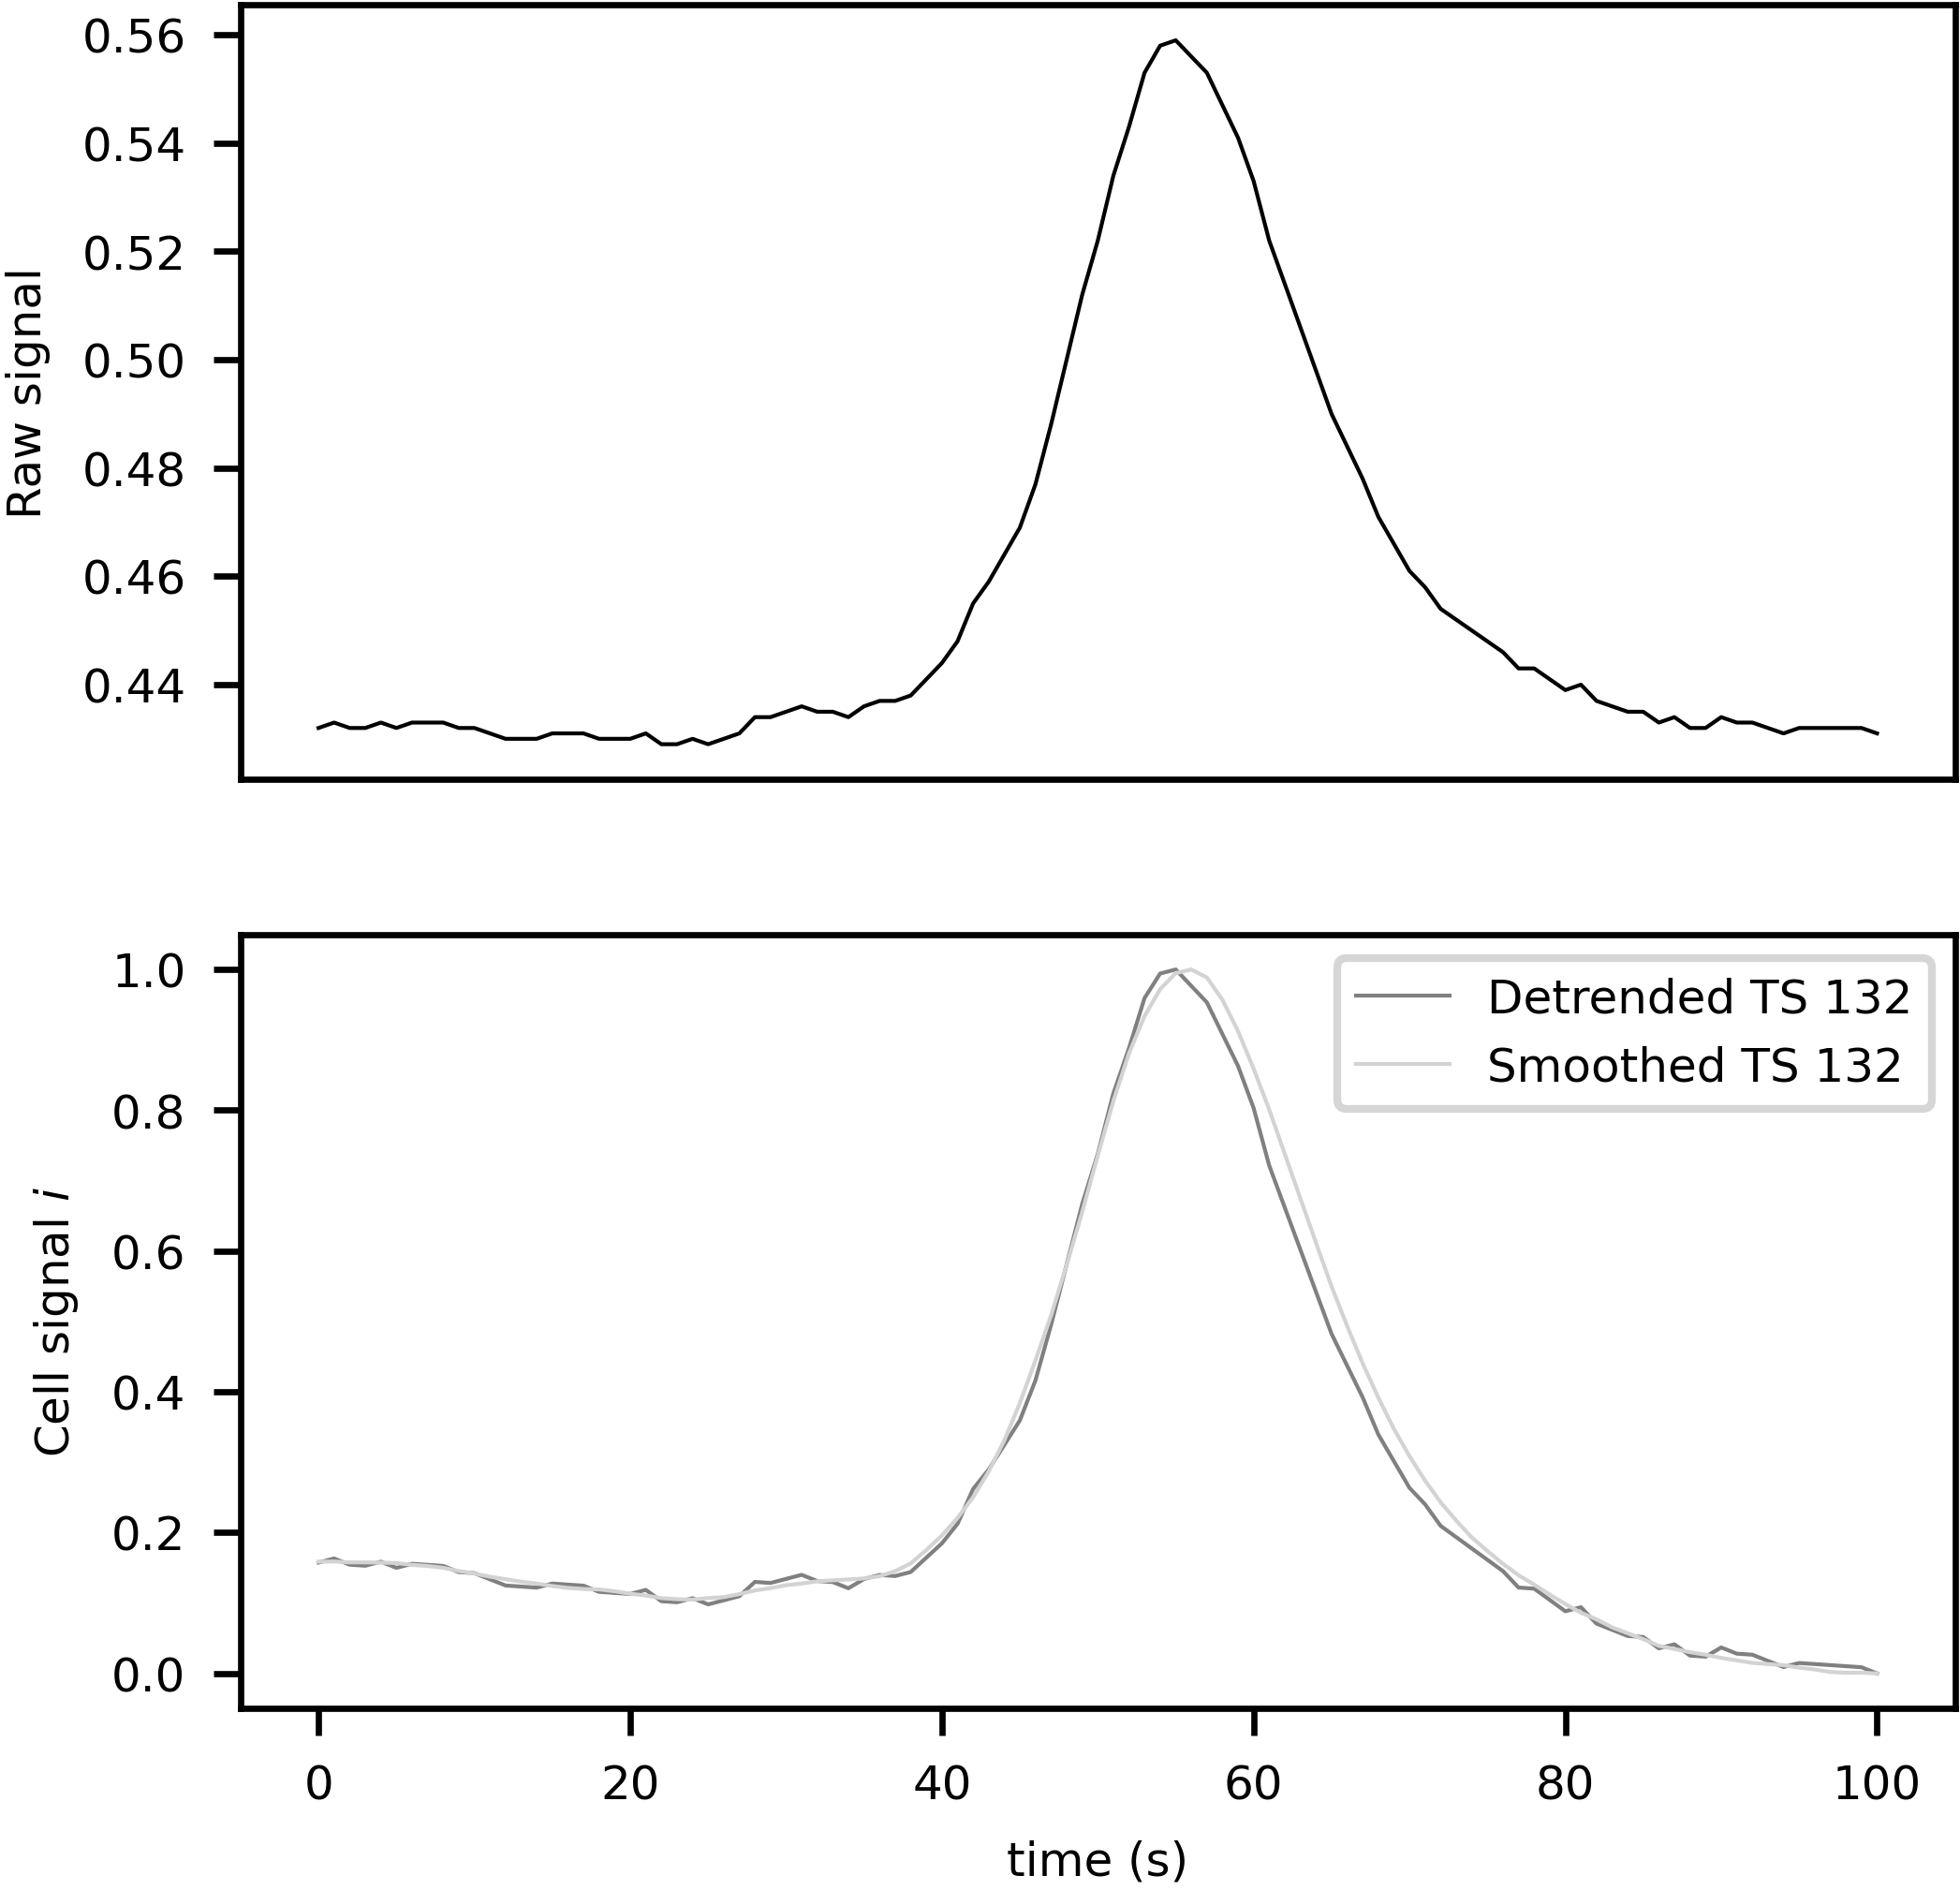 Raw signal
0.56
0.54
0.52
0.50
0.48
0.46
0.44
Cell signal i
1.0
0.8
0.6
0.4
0.2
0.0
Detrended TS 132
Smoothed TS 132
0 20 40 60 80 100
time (s)